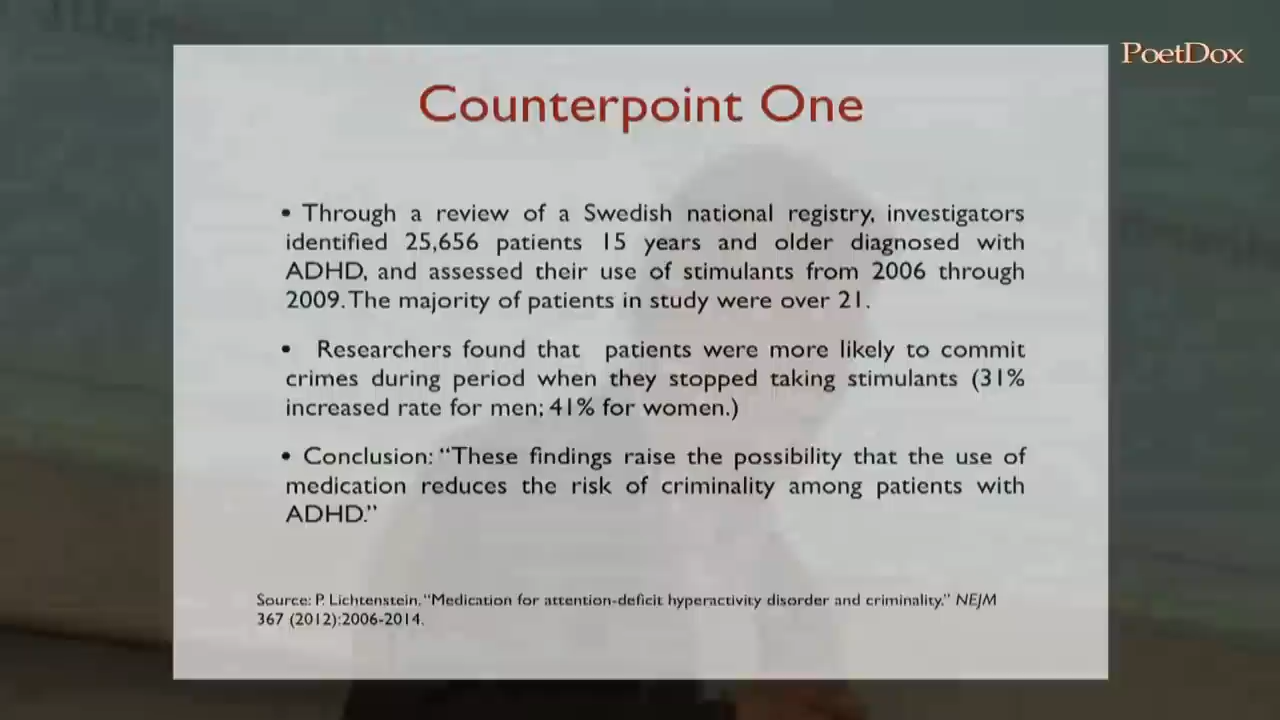 PoetDox
Counterpoint One
• Through a review of a Swedish national registry, investigators
identified 25,656 patients 15 years and older diagnosed with
ADHD, and assessed their use of stimulants from 2006 through
2009. The majority of patients in study were over 21.
• Researchers found that patients were more likely to commit
crimes during period when they stopped taking stimulants (31%
increased rate for men; 41% for women.)
• Conclusion: “These findings raise the possibility that the use of
medication reduces the risk of criminality among patients with
ADHD.”
Source: P. Lichtenstein, “Medication for attention-deficit hyperactivity disorder and criminality.” NEJM
367 (2012):2006-2014.